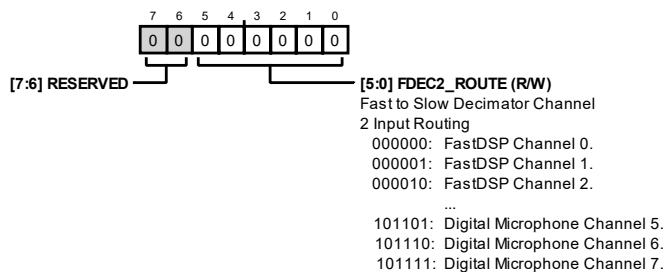 7 6 5 4 3 2 1 0
0 0 0 0 0 0 0 0
[7:6] RESERVED
[5:0] FDEC2_ROUTE (R/W)
Fast to Slow Decimator Channel
2 Input Routing
000000: FastDSP Channel 0.
000001: FastDSP Channel 1.
000010: FastDSP Channel 2.
...
101101: Digital Microphone Channel 5.
101110: Digital Microphone Channel 6.
101111: Digital Microphone Channel 7.